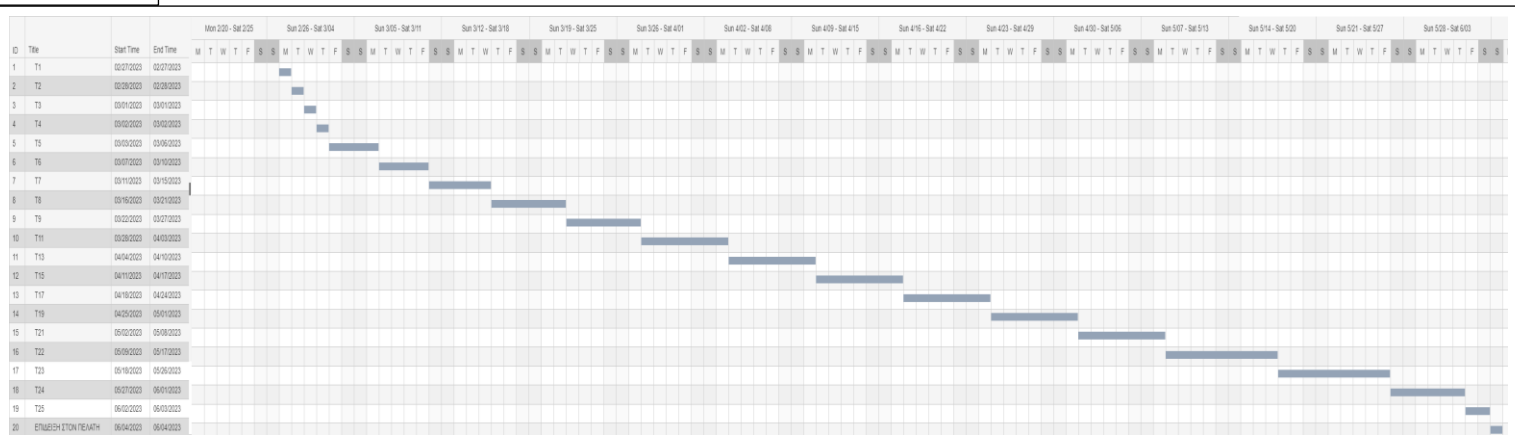 Mon 2/20 - Sat 2/25 Sun 2/26 - Sat 3/04 Sun 3/05 - Sat 3/11 Sun 3/12 - Sat 3/18 Sun 3/19 - Sat 3/25 Sun 3/26 - Sat 4/01 Sun 4/02 - Sat 4/08 Sun 4/09 - Sat 4/15 Sun 4/16 - Sat 4/22 Sun 4/23 - Sat 4/29 Sun 4/30 - Sat 5/06 Sun 5/07 - Sat 5/13 Sun 5/14 - Sat 5/20 Sun 5/21 - Sat 5/27 Sun 5/28 - Sat 6/03
ID Title Start Time End Time M T W T F S S M T W T F S S M T W T F S S M T W T F S S M T W T F S S M T W T F S S M T W T F S S M T W T F S S M T W T F S S M T W T F S S M T W T F S S M T W T F S S M T W T F S S M T W T F S S M T W T F S S
1 T1 02/27/2023 02/27/2023
2 T2 02/28/2023 02/28/2023
3 T3 03/01/2023 03/01/2023
4 T4 03/02/2023 03/02/2023
5 T5 03/03/2023 03/06/2023
6 T6 03/07/2023 03/10/2023
7 T7 03/11/2023 03/15/2023
8 T8 03/16/2023 03/21/2023
9 T9 03/22/2023 03/27/2023
10 T11 03/28/2023 04/03/2023
11 T13 04/04/2023 04/10/2023
12 T15 04/11/2023 04/17/2023
13 T17 04/18/2023 04/24/2023
14 T19 04/25/2023 05/01/2023
15 T21 05/02/2023 05/08/2023
16 T22 05/09/2023 05/17/2023
17 T23 05/18/2023 05/26/2023
18 T24 05/27/2023 06/01/2023
19 T25 06/02/2023 06/03/2023
20 ΕΠΙΔΕΙΞΗ ΣΤΟΝ ΠΕΛΑΤΗ 06/04/2023 06/04/2023